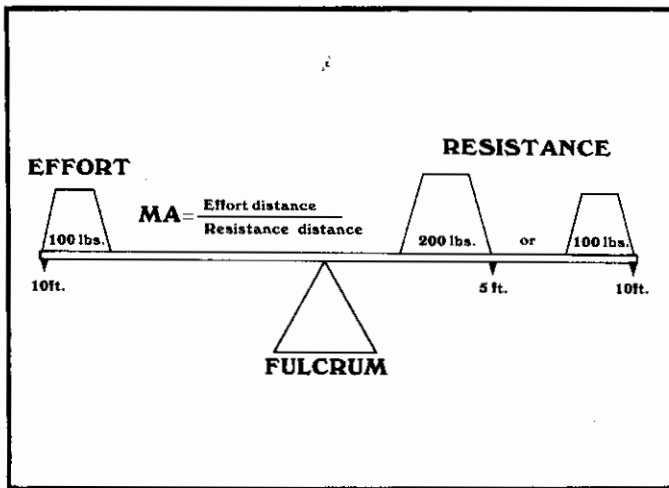 EFFORT
RESISTANCE
MA= Effort distance
Resistance distance
100 lbs.
200 lbs.
or
100 lbs.
10ft.
5 ft.
10ft.
FULCRUM